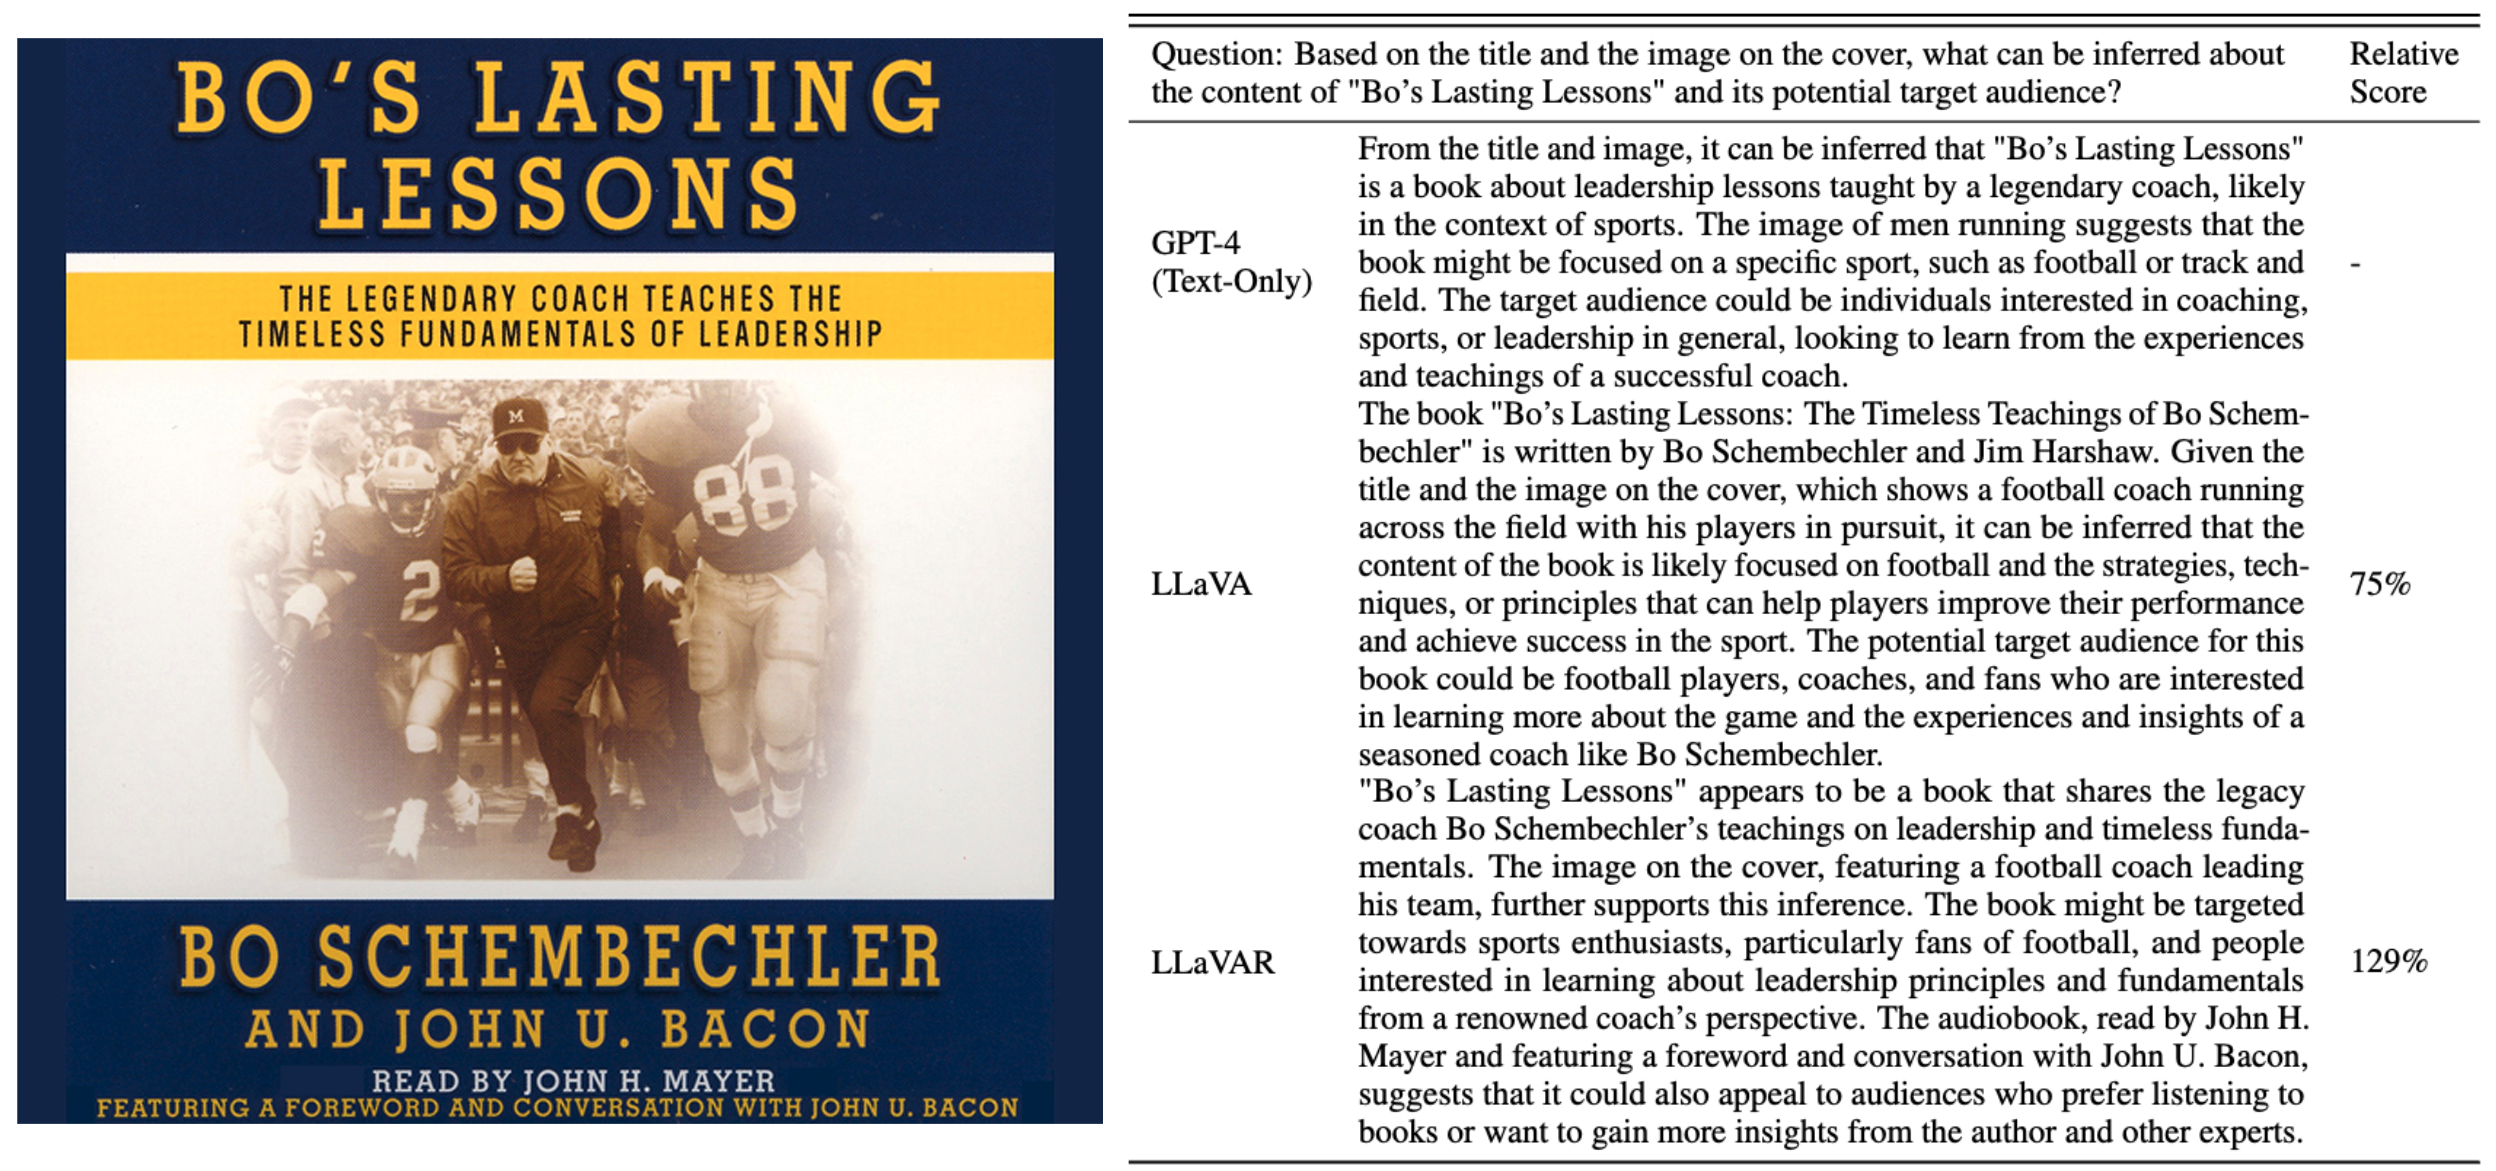 BO'S LASTING
LESSONS
THE LEGENDARY COACH TEACHES THE
TIMELESS FUNDAMENTALS OF LEADERSHIP
M
2
2
88
BO SCHEMBECHLER
AND JOHN U. BACON
READ BY JOHN H. MAYER
FEATURING A FOREWORD AND CONVERSATION WITH JOHN U. BACON
Question: Based on the title and the image on the cover, what can be inferred about
the content of "Bo's Lasting Lessons" and its potential target audience?
Relative
Score
GPT-4
(Text-Only)
From the title and image, it can be inferred that "Bo's Lasting Lessons"
is a book about leadership lessons taught by a legendary coach, likely
in the context of sports. The image of men running suggests that the
book might be focused on a specific sport, such as football or track and
field. The target audience could be individuals interested in coaching,
sports, or leadership in general, looking to learn from the experiences
and teachings of a successful coach.
-
LLaVA
The book "Bo's Lasting Lessons: The Timeless Teachings of Bo Schem-
bechler" is written by Bo Schembechler and Jim Harshaw. Given the
title and the image on the cover, which shows a football coach running
across the field with his players in pursuit, it can be inferred that the
content of the book is likely focused on football and the strategies, tech-
niques, or principles that can help players improve their performance
and achieve success in the sport. The potential target audience for this
book could be football players, coaches, and fans who are interested
in learning more about the game and the experiences and insights of a
seasoned coach like Bo Schembechler.
75%
LLaVAR
"Bo's Lasting Lessons" appears to be a book that shares the legacy
coach Bo Schembechler's teachings on leadership and timeless funda-
mentals. The image on the cover, featuring a football coach leading
his team, further supports this inference. The book might be targeted
towards sports enthusiasts, particularly fans of football, and people
interested in learning about leadership principles and fundamentals
from a renowned coach's perspective. The audiobook, read by John H.
Mayer and featuring a foreword and conversation with John U. Bacon,
suggests that it could also appeal to audiences who prefer listening to
books or want to gain more insights from the author and other experts.
129%